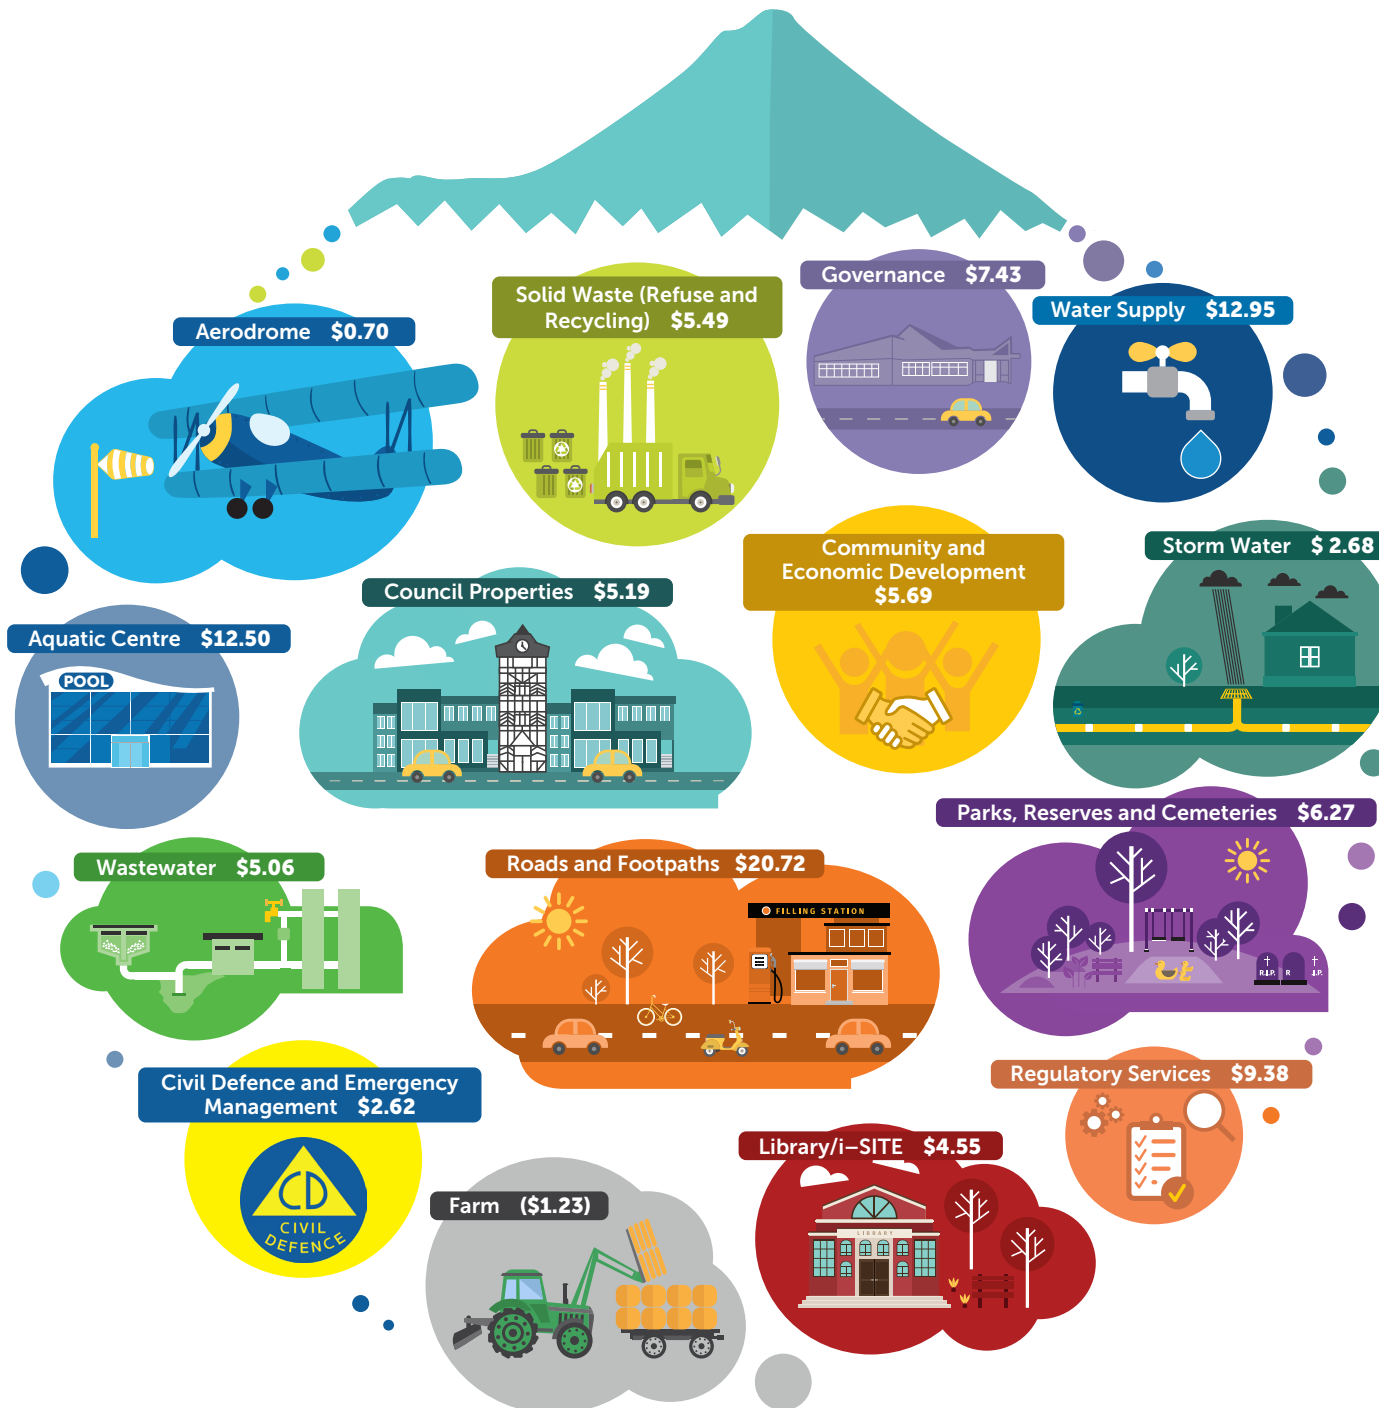 Governance $7.43
Solid Waste (Refuse and
Recycling) $5.49
Water Supply $12.95
Aerodrome $0.70
Community and
Economic Development
$5.69
Storm Water $ 2.68
Council Properties $5.19
Aquatic Centre $12.50
POOL
Parks, Reserves and Cemeteries $6.27
Wastewater $5.06
Roads and Footpaths $20.72
FILLING STATION
R.I.P. R I.P.
Civil Defence and Emergency
Management $2.62
Regulatory Services $9.38
Library/i–SITE $4.55
CD
CIVIL
DEFENCE
Farm ($1.23)
LIBRARY